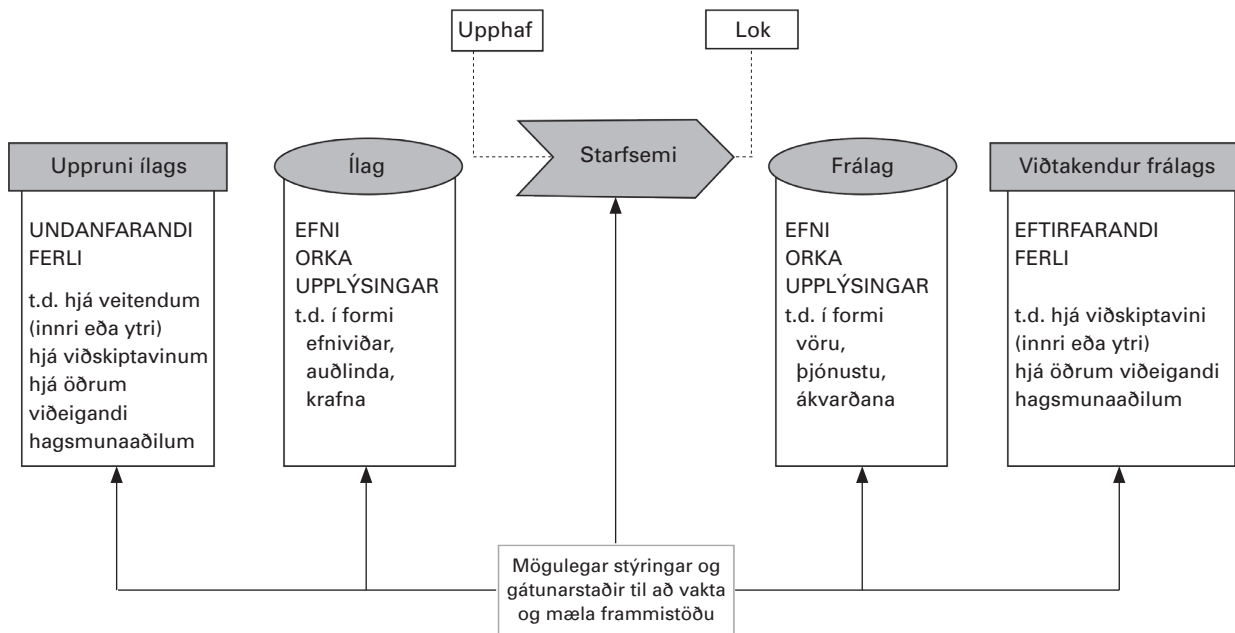 Upphaf
Lok
Uppruni ílags
Ílag
Starfsemi
Frálag
Viðtakendur frálags
UNDANFARANDI
FERLI
t.d. hjá veitendum
(innri eða ytri)
hjá viðskiptavinum
hjá öðrum
viðeigandi
hagsmunaaðilum
EFNI
ORKA
UPPLÝSINGAR
t.d. í formi
efniviðar,
auðlinda,
krafna
EFNI
ORKA
UPPLÝSINGAR
t.d. í formi
vöru,
þjónustu,
ákvarðana
EFTIRFARANDI
FERLI
t.d. hjá viðskiptavini
(innri eða ytri)
hjá öðrum viðeigandi
hagsmunaaðilum
Mögulegar stýringar og
gátunarstaðir til að vakta
og mæla frammistöðu